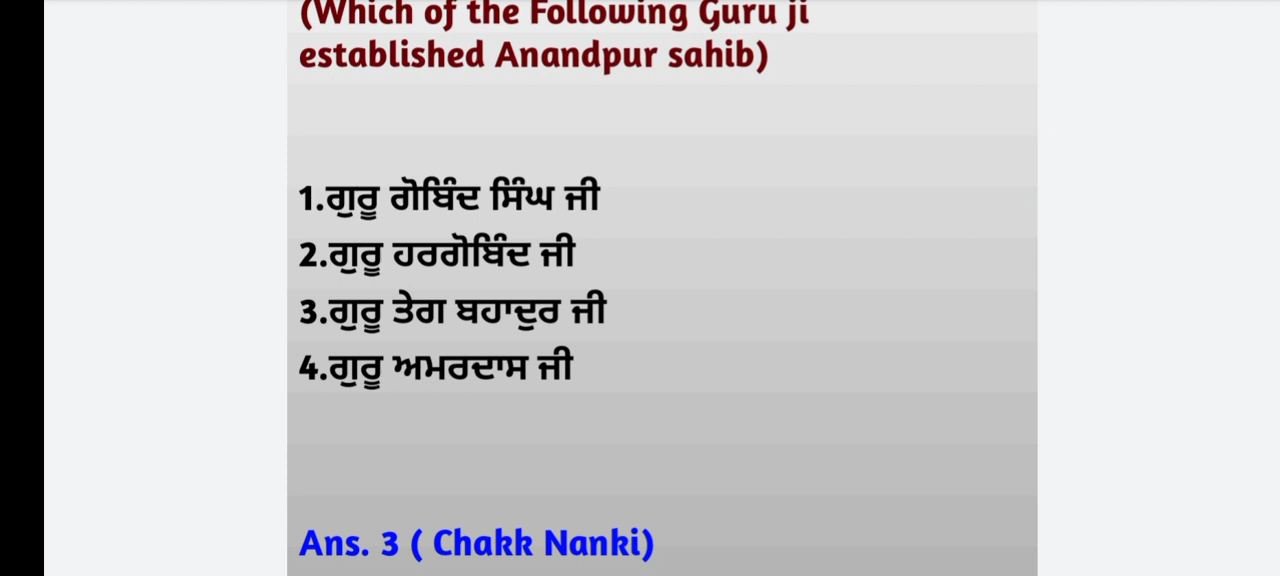 (Which of the Following Guru ji
established Anandpur sahib)
1.ਗੁਰੂ ਗੋਬਿੰਦ ਸਿੰਘ ਜੀ
2.ਗੁਰੂ ਹਰਗੋਬਿੰਦ ਜੀ
3.ਗੁਰੂ ਤੇਗ ਬਹਾਦੁਰ ਜੀ
4.ਗੁਰੂ ਅਮਰਦਾਸ ਜੀ
Ans. 3 ( Chakk Nanki)